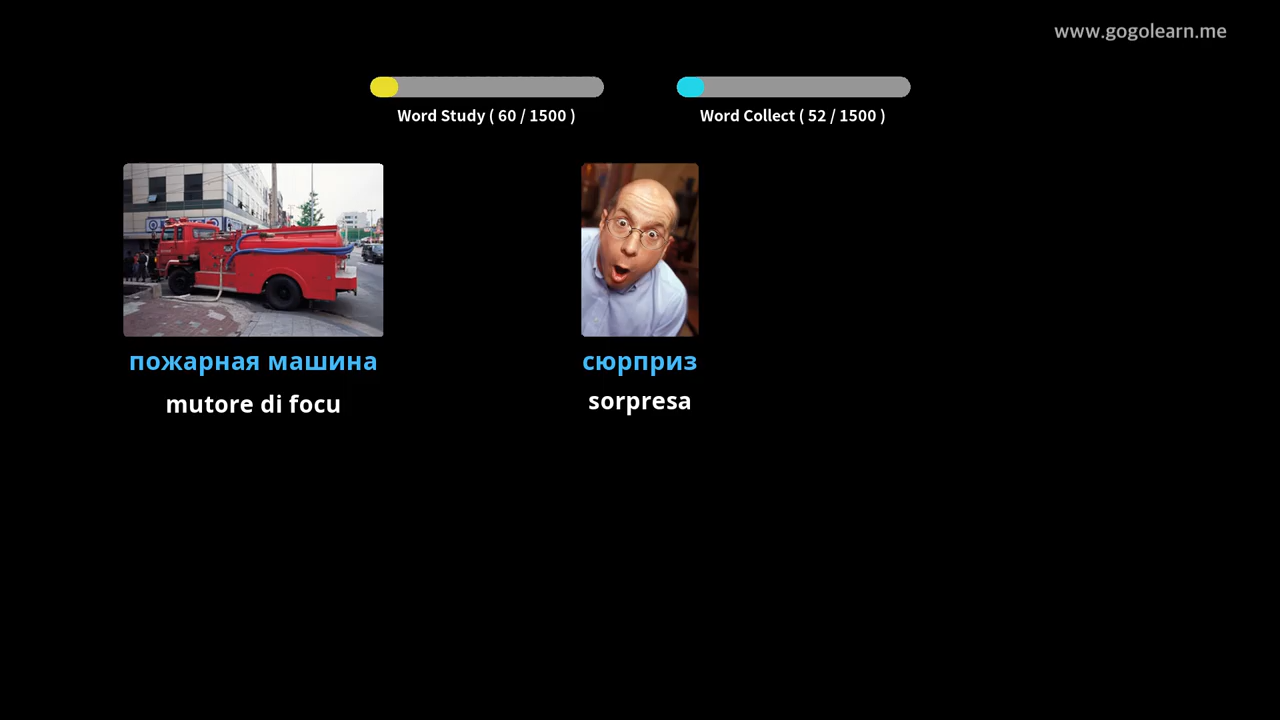 www.gogolearn.me
Word Study ( 60 / 1500 )
Word Collect ( 52 / 1500 )
пожарная машина
mutore di focu
сюрприз
sorpresa